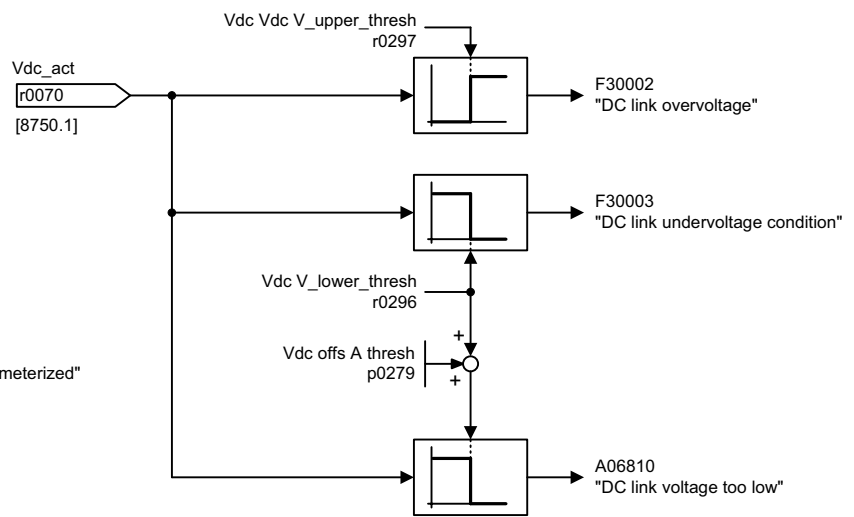 Vdc Vdc V_upper_thresh
r0297
Vdc_act
r0070
[8750.1]
F30002
"DC link overvoltage"
F30003
"DC link undervoltage condition"
Vdc V_lower_thresh
r0296
+
Vdc offs A thresh
p0279
+
meterized"
A06810
"DC link voltage too low"